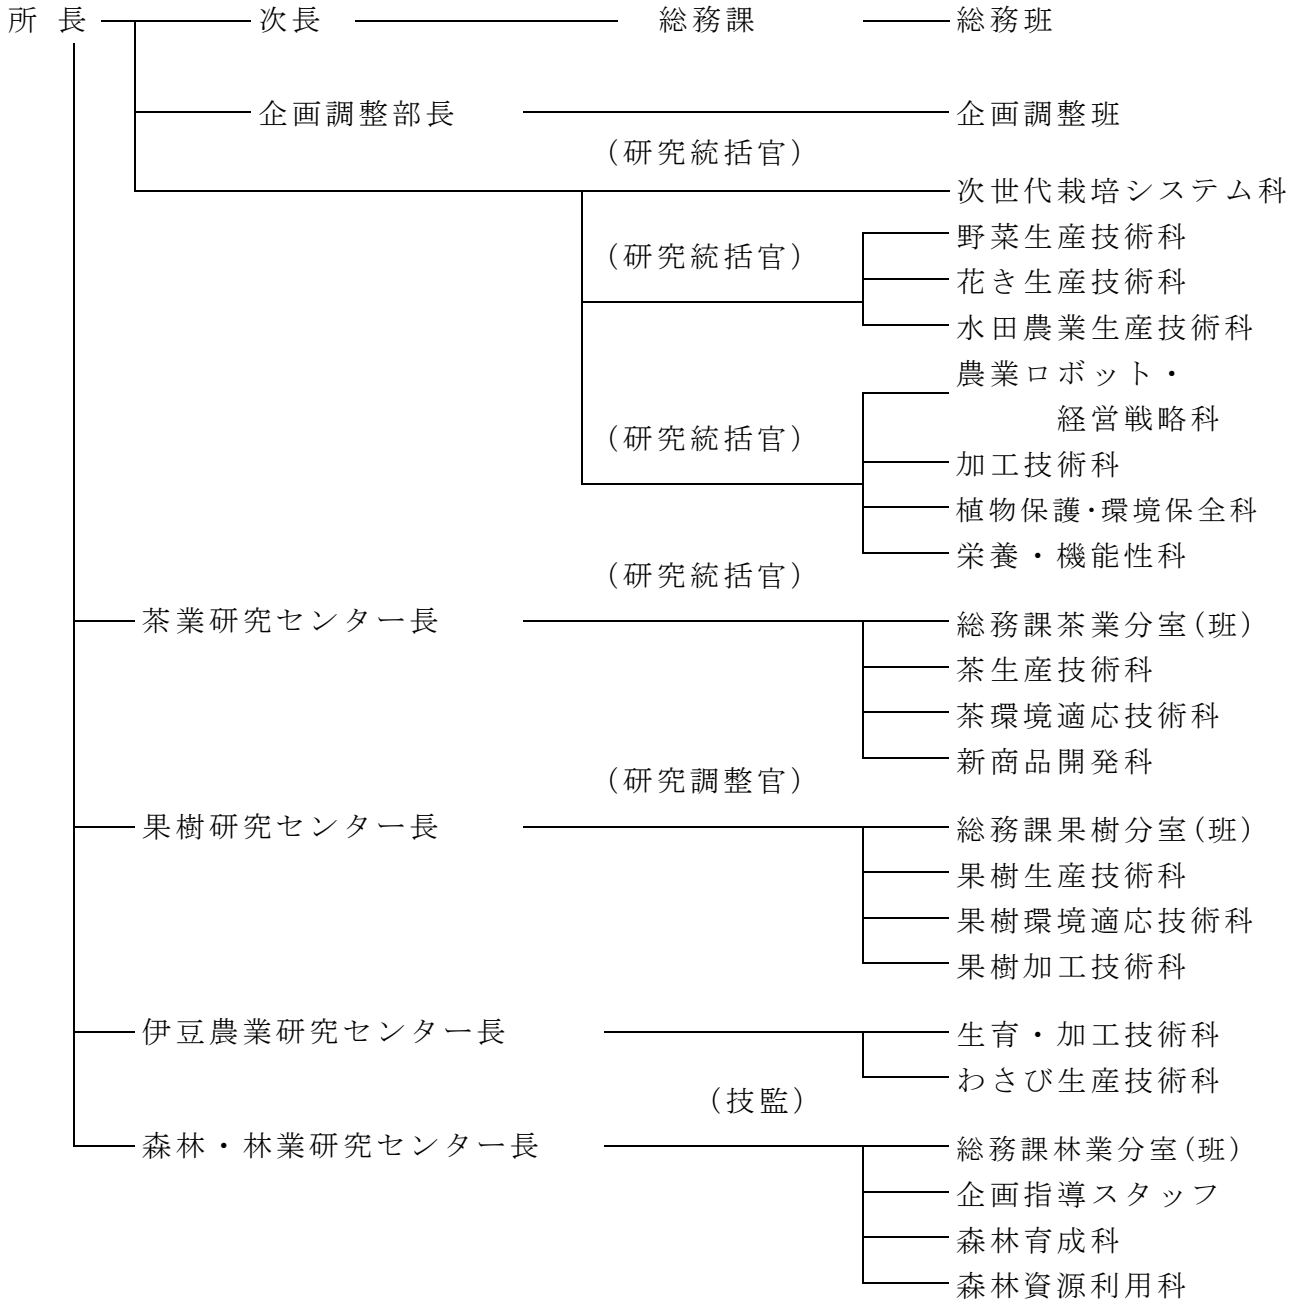 所長 次長 総務課 総務班
企画調整部長 企画調整班
(研究統括官)
次世代栽培システム科
野菜生産技術科
(研究統括官)
花き生産技術科
水田農業生産技術科
農業ロボット・
経営戦略科
(研究統括官)
加工技術科
植物保護・環境保全科
栄養・機能性科
(研究統括官)
茶業研究センター長 総務課茶業分室(班)
茶生産技術科
茶環境適応技術科
新商品開発科
(研究調整官)
果樹研究センター長 総務課果樹分室(班)
果樹生産技術科
果樹環境適応技術科
果樹加工技術科
伊豆農業研究センター長 生育・加工技術科
わさび生産技術科
(技監)
森林・林業研究センター長 総務課林業分室(班)
企画指導スタッフ
森林育成科
森林資源利用科